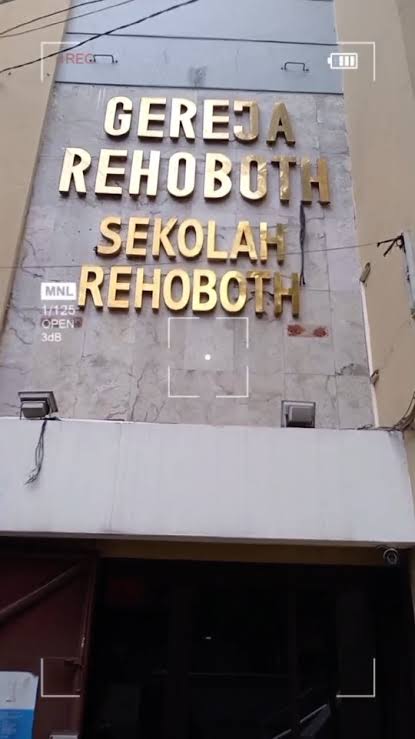 REC
GEREJA
REHOBOTH
SEKOLAH
REHOBOTH
MNL
1/125
OPEN
3dB